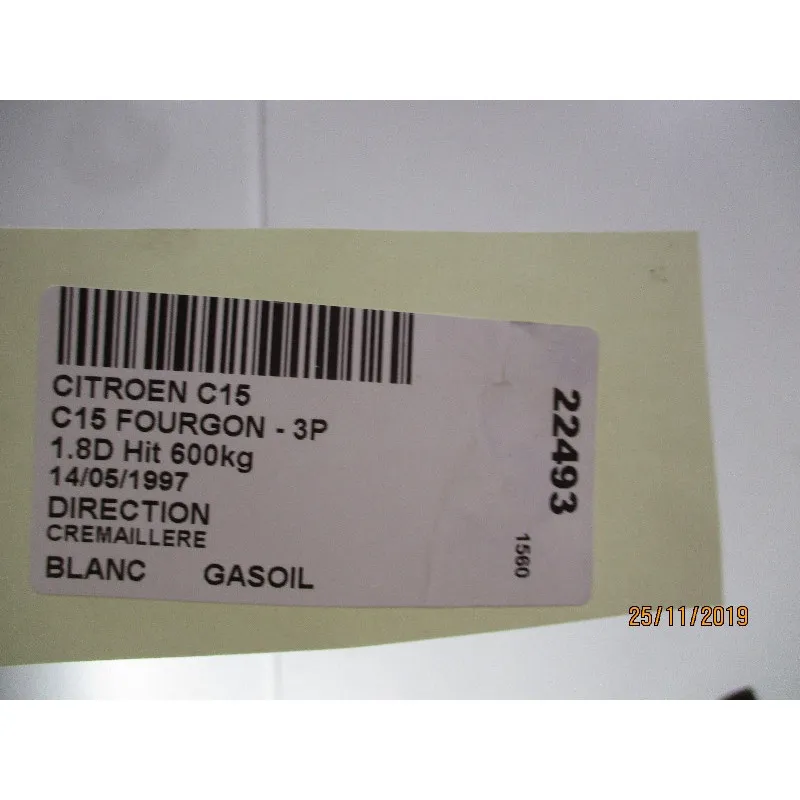 CITROEN C15
C15 FOURGON - 3P
1.8D Hit 600kg
14/05/1997
DIRECTION
CREMAILLERE
BLANC GASOIL
22493
1560
25/11/2019